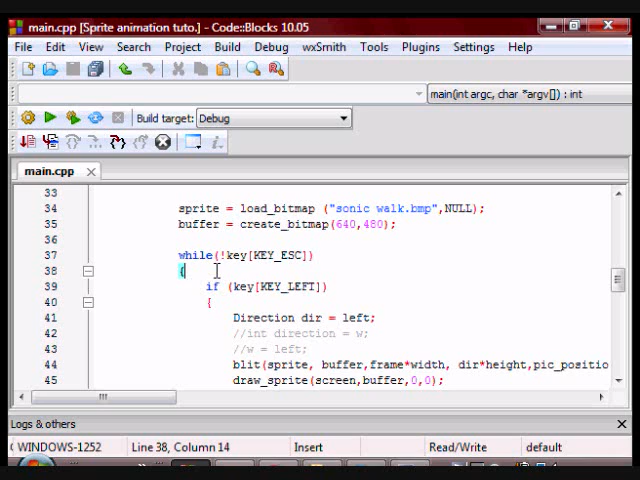 main.cpp [Sprite animation tuto.] - Code::Blocks 10.05
File Edit View Search Project Build Debug wxSmith Tools Plugins Settings Help
main(int argc, char *argv[]) : int
Build target: Debug
main.cpp
33
34 sprite = load_bitmap ("sonic walk.bmp",NULL);
35 buffer = create_bitmap(640,480);
36
37 while(!key[KEY_ESC])
38 {
39 if (key[KEY_LEFT])
40 {
41 Direction dir = left;
42 //int direction = w;
43 //w = left;
44 blit(sprite, buffer,frame*width, dir*height,pic_positio
45 draw_sprite(screen,buffer,0,0);
Logs & others
WINDOWS-1252 Line 38, Column 14 Insert Read/Write default